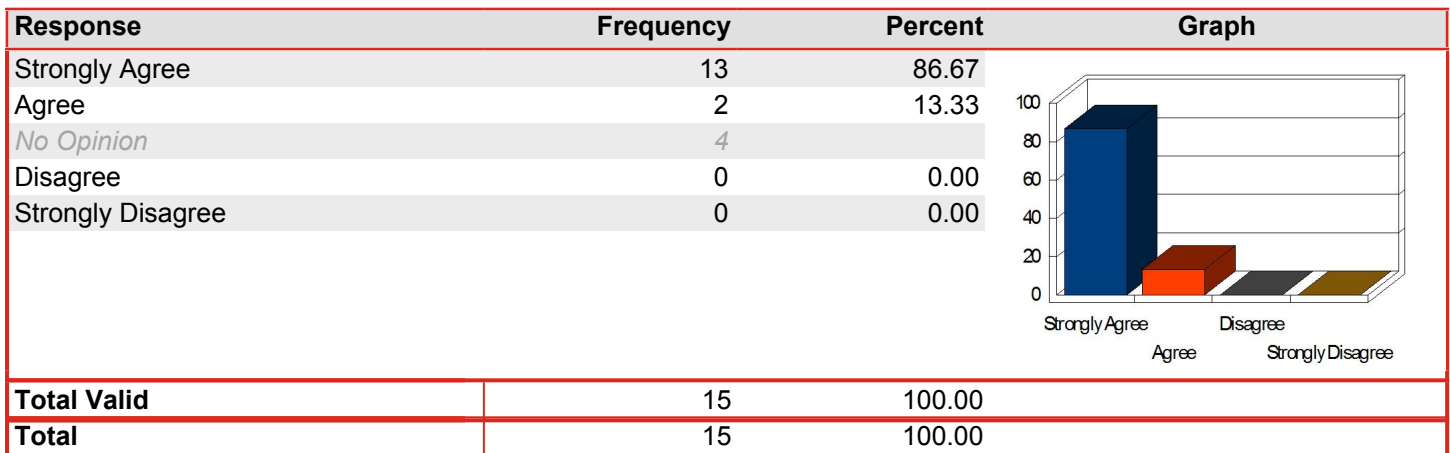 Response Frequency Percent Graph
Strongly Agree 13 86.67
Agree 2 13.33
No Opinion 4
Disagree 0 0.00
Strongly Disagree 0 0.00
100
80
60
40
20
0
Strongly Agree Disagree
Agree Strongly Disagree
Total Valid 15 100.00
Total 15 100.00